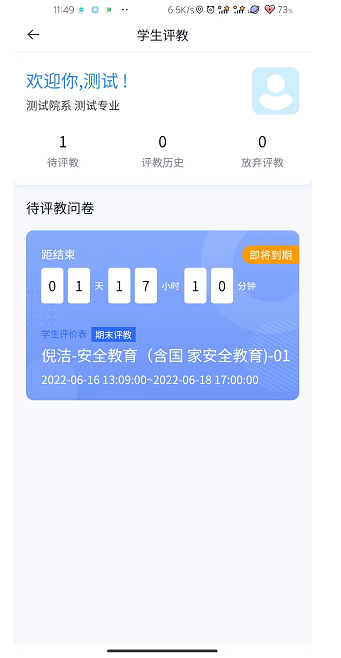 11:49 6.5K/s 73%
学生评教
欢迎你,测试！
测试院系 测试专业
1 0 0
待评教 评教历史 放弃评教
待评教问卷
距结束 即将到期
0 1 天 1 7 小时 1 0 分钟
学生评价表 期末评教
倪洁-安全教育（含国 家安全教育)-01
2022-06-16 13:09:00~2022-06-18 17:00:00